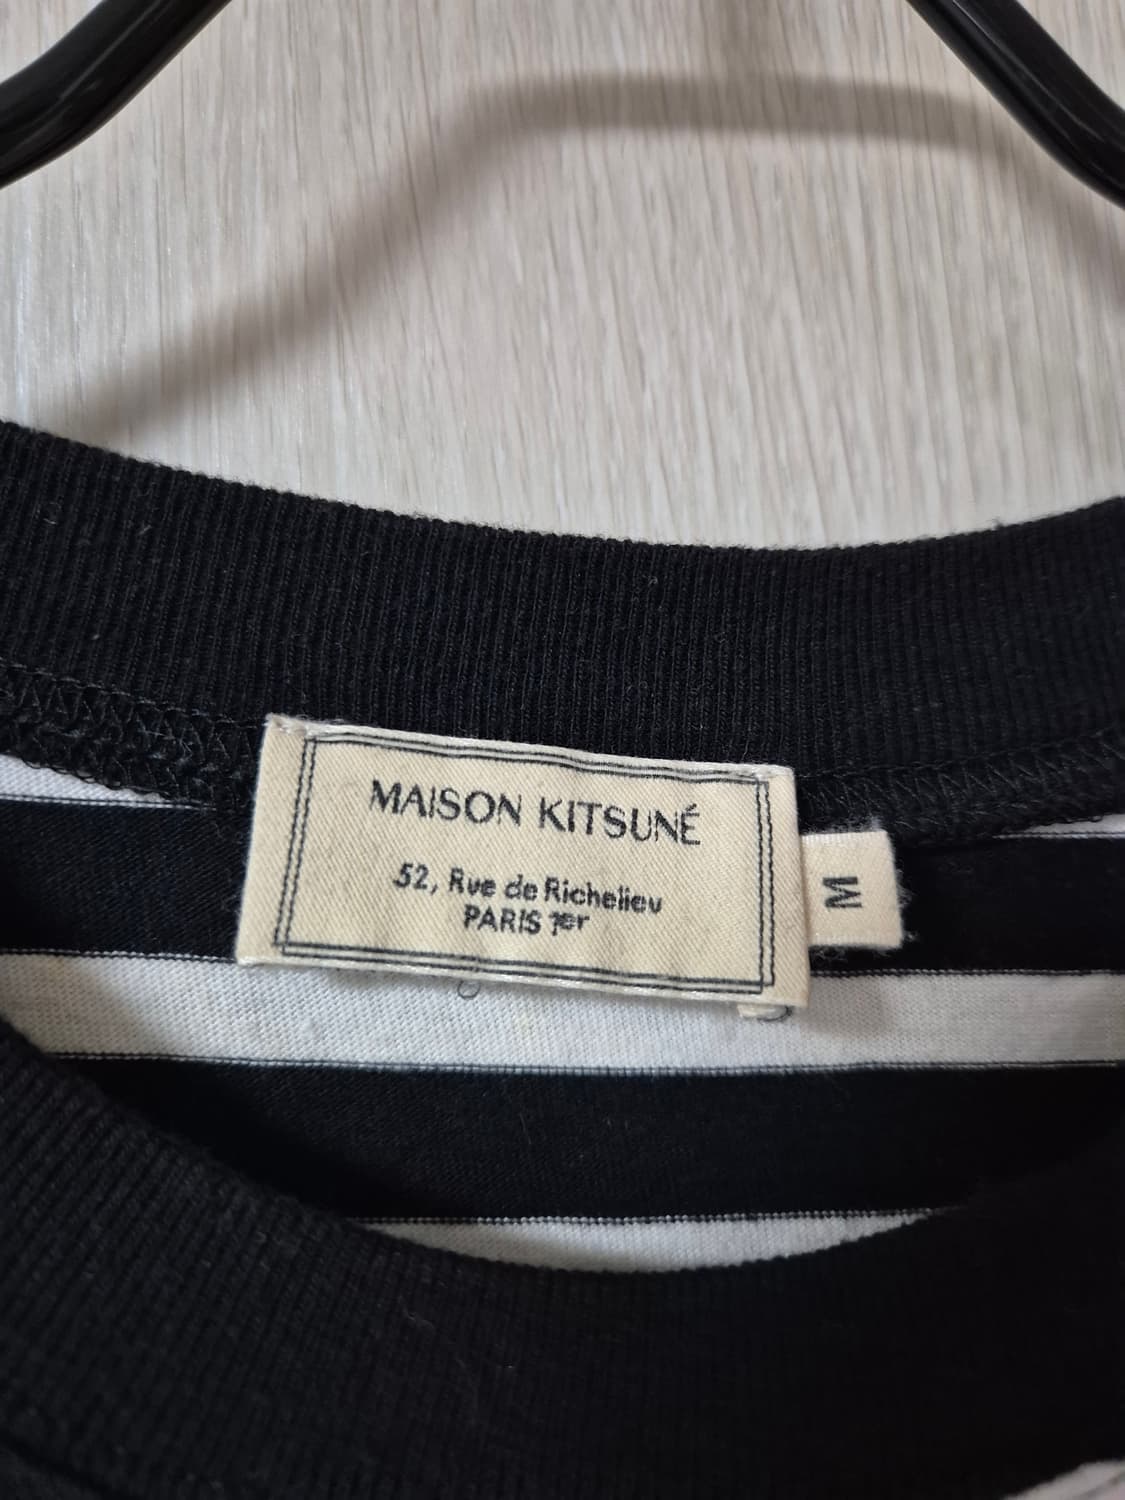 MAISON KITSUNÉ
52, Rue de Richelieu
PARIS 1er
M